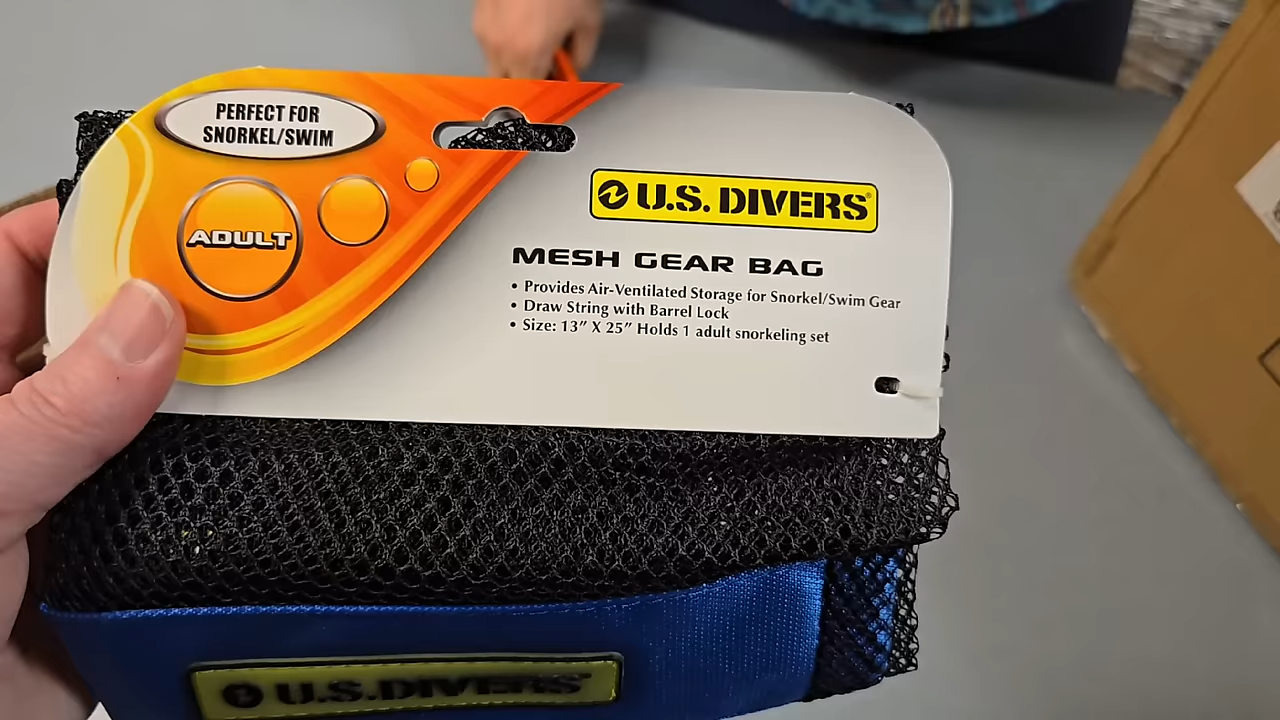 PERFECT FOR
SNORKEL/SWIM
ADULT
U.S. DIVERS®
MESH GEAR BAG
• Provides Air-Ventilated Storage for Snorkel/Swim Gear
• Draw String with Barrel Lock
• Size: 13" X 25" Holds 1 adult snorkeling set
U.S. DIVERS